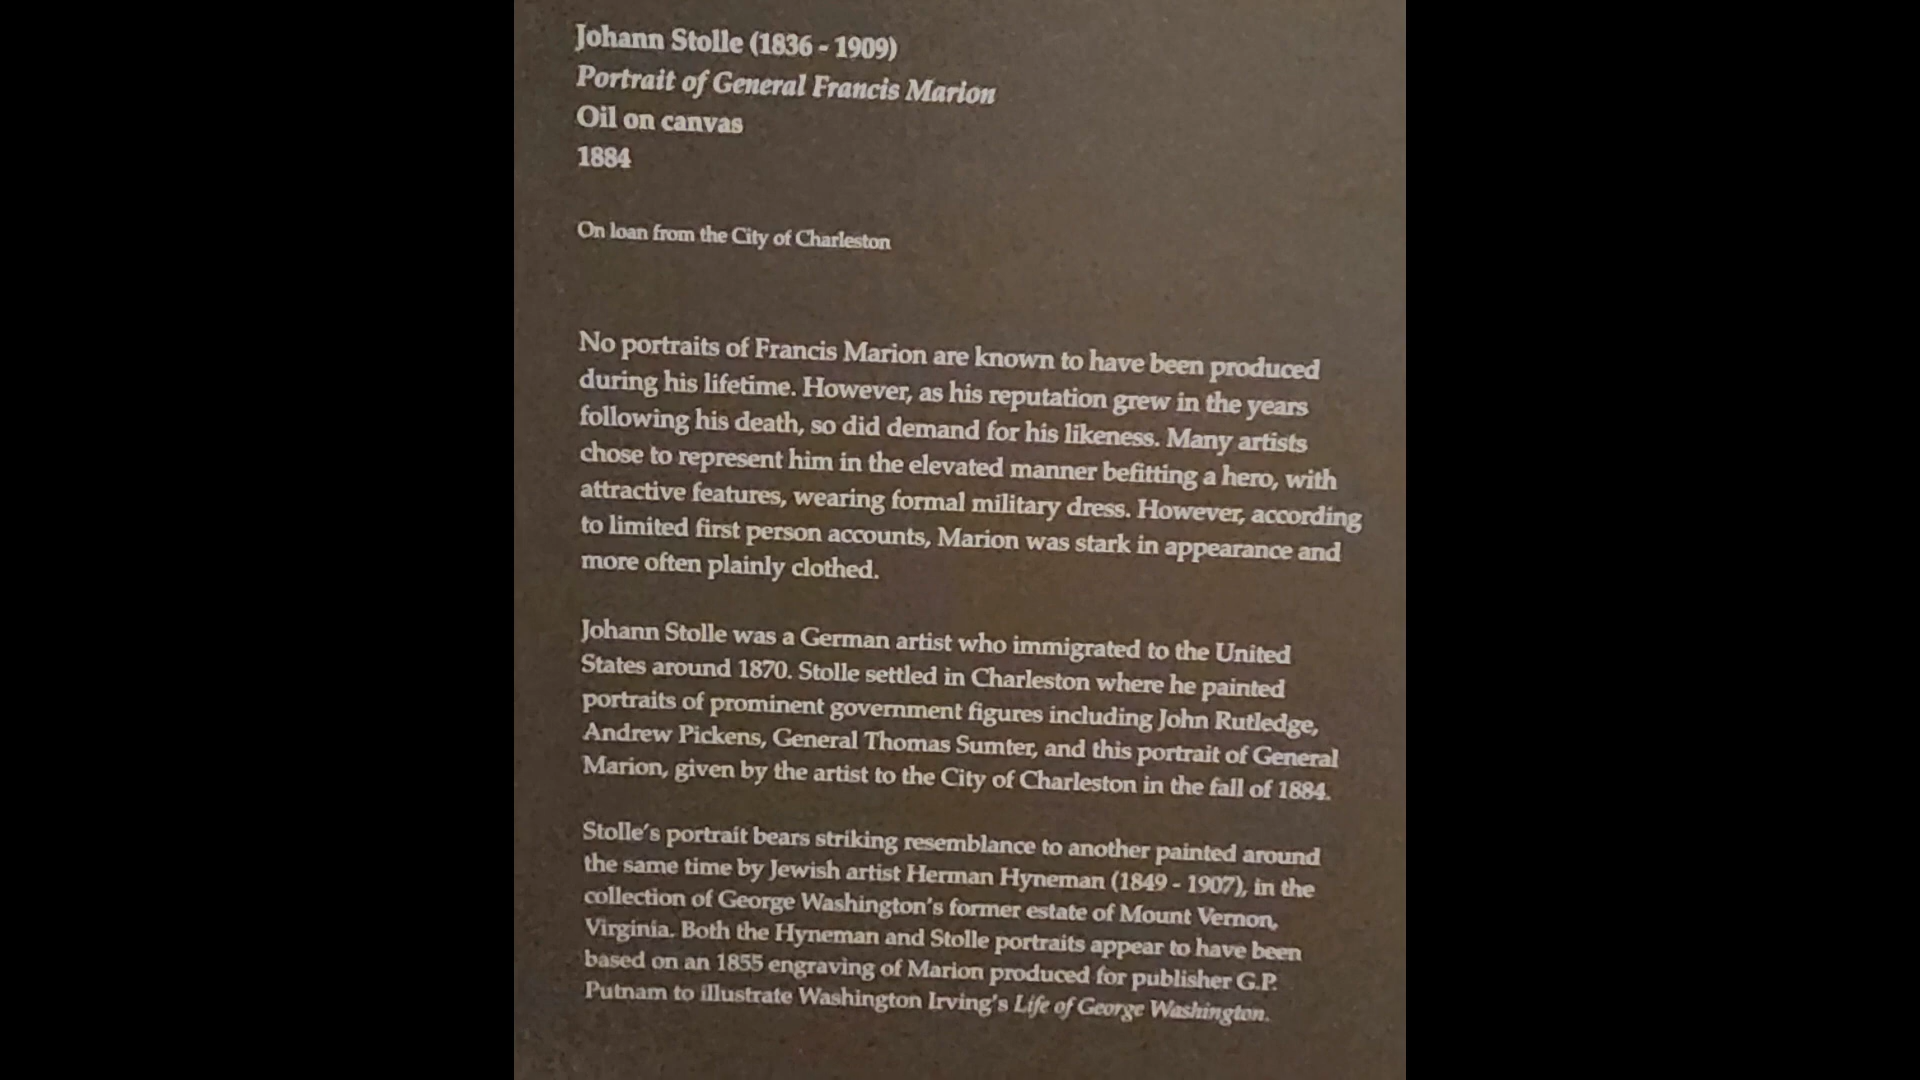 Johann Stolle (1836 - 1909)
Portrait of General Francis Marion
Oil on canvas
1884
On loan from the City of Charleston
No portraits of Francis Marion are known to have been produced
during his lifetime. However, as his reputation grew in the years
following his death, so did demand for his likeness. Many artists
chose to represent him in the elevated manner befitting a hero, with
attractive features, wearing formal military dress. However, according
to limited first person accounts, Marion was stark in appearance and
more often plainly clothed.
Johann Stolle was a German artist who immigrated to the United
States around 1870. Stolle settled in Charleston where he painted
portraits of prominent government figures including John Rutledge,
Andrew Pickens, General Thomas Sumter, and this portrait of General
Marion, given by the artist to the City of Charleston in the fall of 1884.
Stolle's portrait bears striking resemblance to another painted around
the same time by Jewish artist Herman Hyneman (1849 - 1907), in the
collection of George Washington's former estate of Mount Vernon,
Virginia. Both the Hyneman and Stolle portraits appear to have been
based on an 1855 engraving of Marion produced for publisher G.P.
Putnam to illustrate Washington Irving's Life of George Washington.